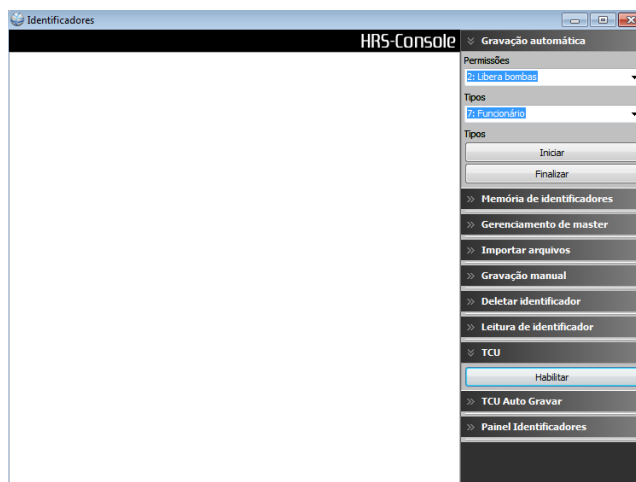 Identificadores
HRS-Console
Gravação automática
Permissões
2: Libera bombas
Tipos
7: Funcionário
Tipos
Iniciar
Finalizar
Memória de identificadores
Gerenciamento de master
Importar arquivos
Gravação manual
Deletar identificador
Leitura de identificador
TCU
Habilitar
TCU Auto Gravar
Painel Identificadores